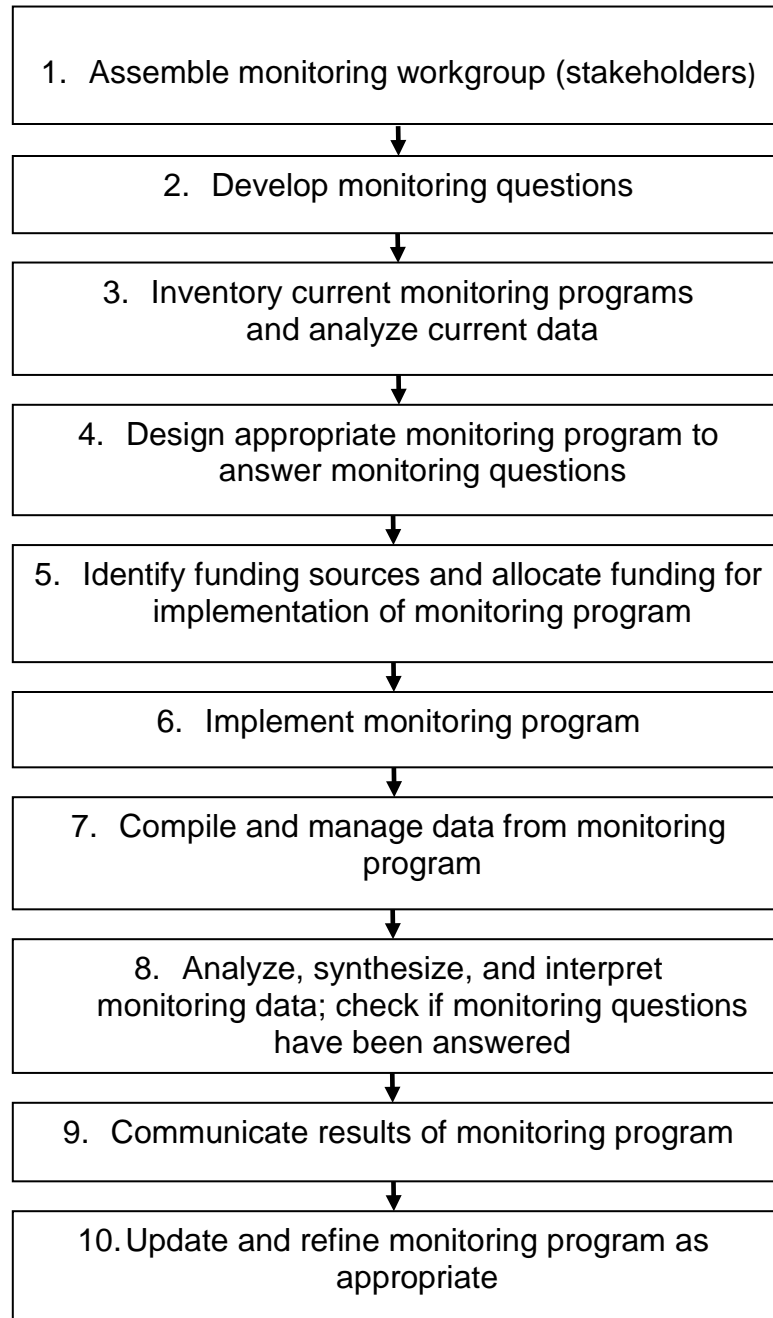 1. Assemble monitoring workgroup (stakeholders)
2. Develop monitoring questions
3. Inventory current monitoring programs
and analyze current data
4. Design appropriate monitoring program to
answer monitoring questions
5. Identify funding sources and allocate funding for
implementation of monitoring program
6. Implement monitoring program
7. Compile and manage data from monitoring
program
8. Analyze, synthesize, and interpret
monitoring data; check if monitoring questions
have been answered
9. Communicate results of monitoring program
10. Update and refine monitoring program as
appropriate